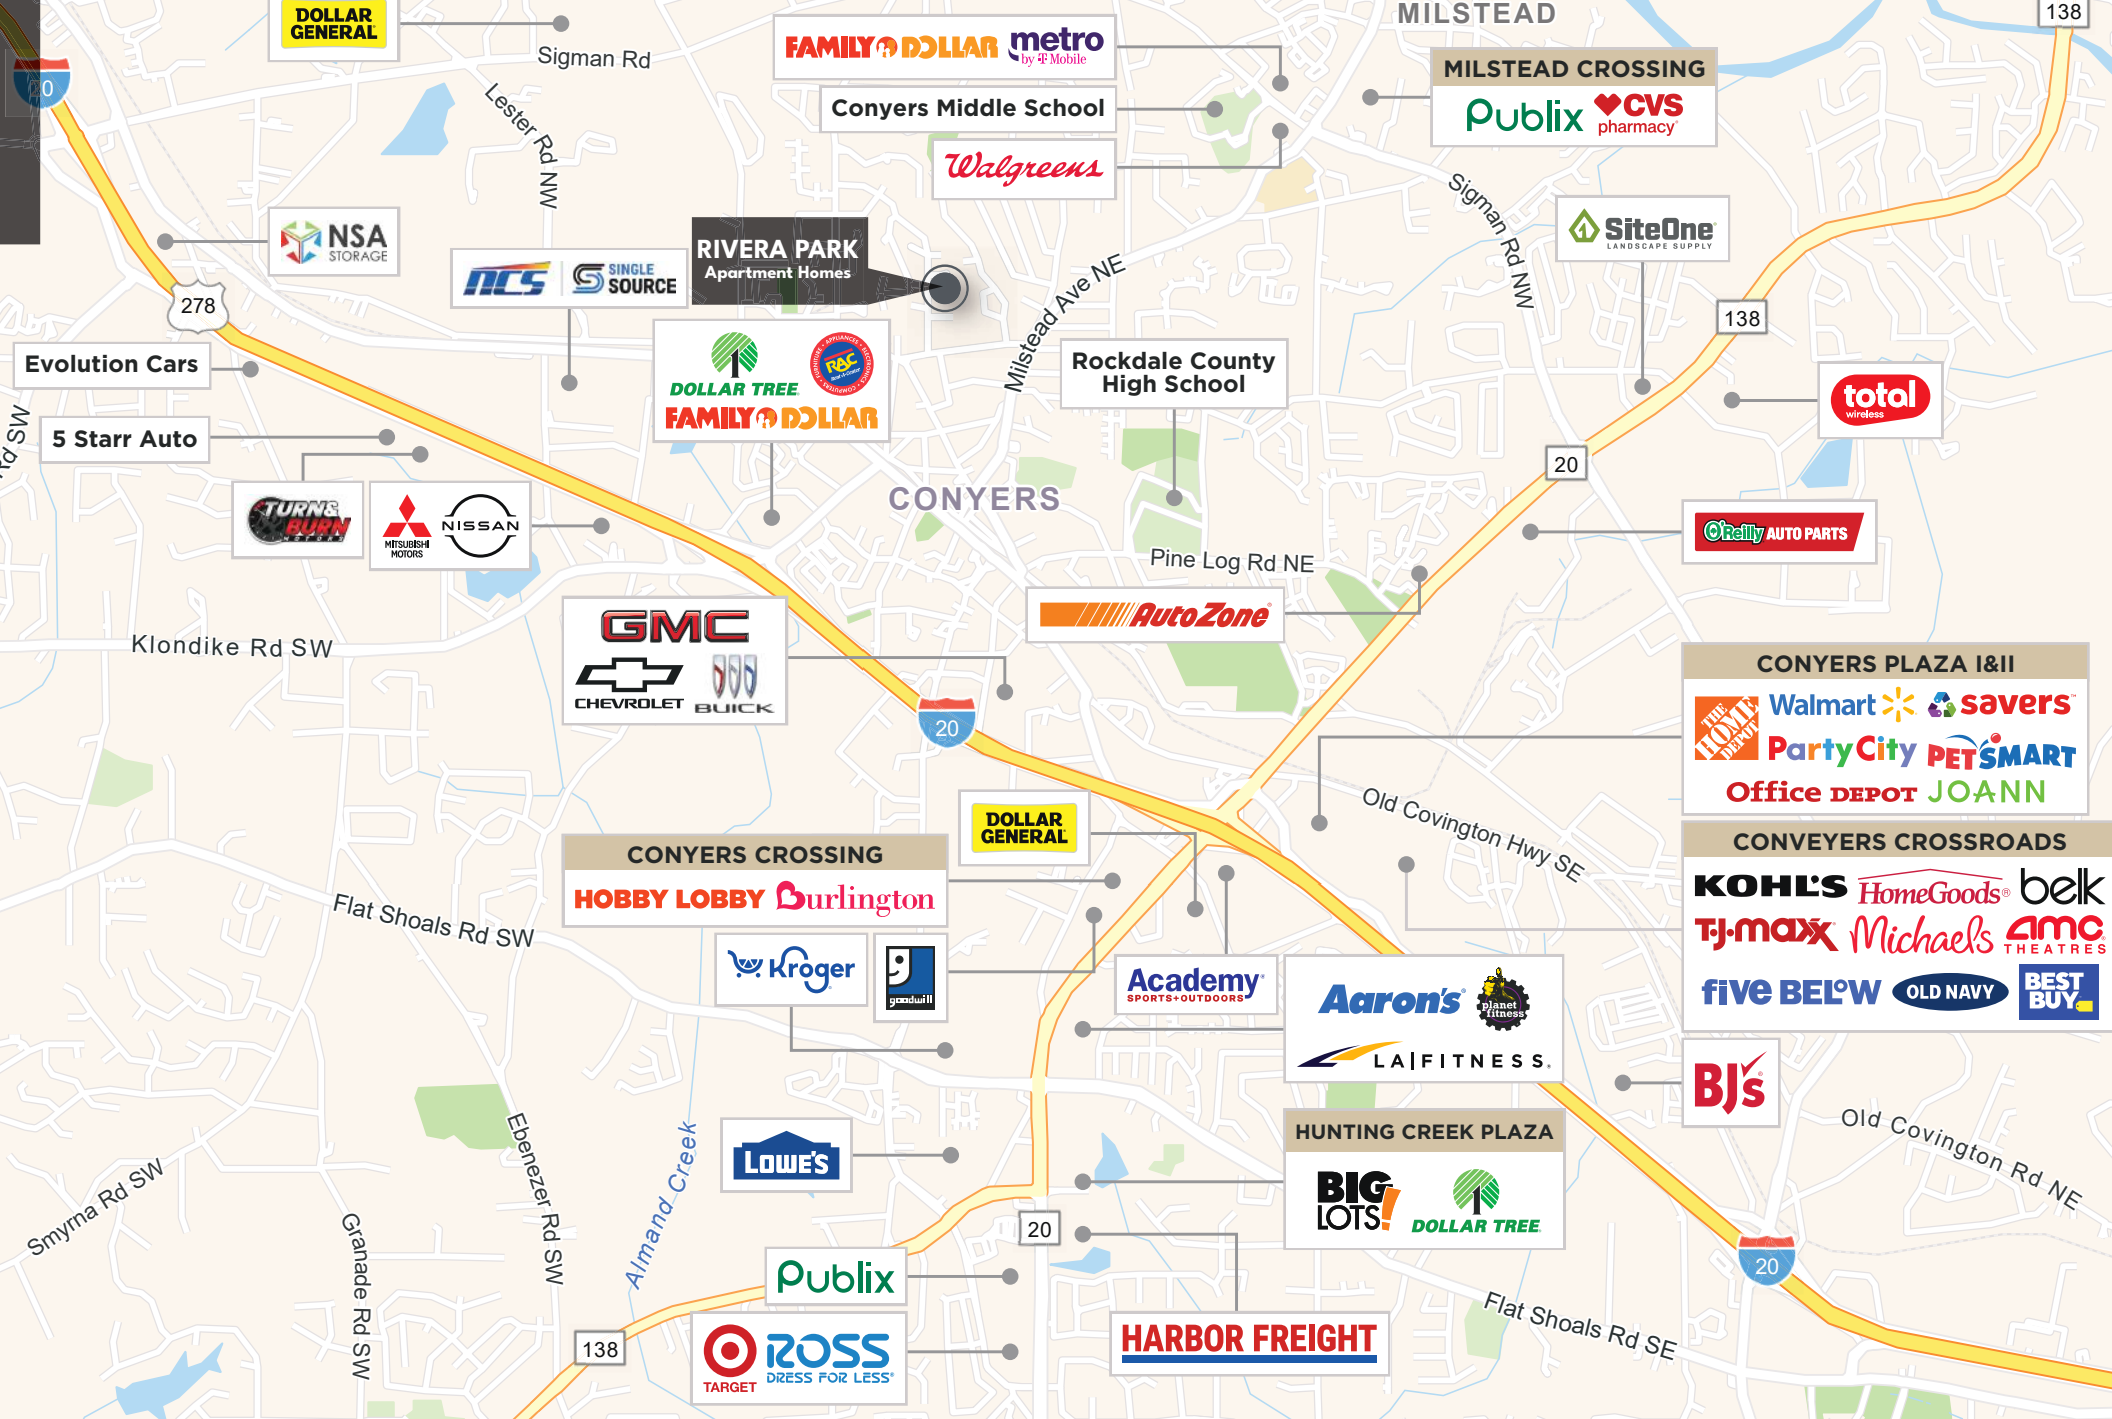 DOLLAR
GENERAL
Sigman Rd
FAMILY DOLLAR
metro
by T Mobile
MILSTEAD
138
MILSTEAD CROSSING
Publix
CVS
pharmacy
Conyers Middle School
Walgreens
Lester Rd NW
Sigman Rd NW
NSA
STORAGE
ncs
SINGLE
SOURCE
RIVERA PARK
Apartment Homes
SiteOne
LANDSCAPE SUPPLY
278
Milstead Ave NE
138
Evolution Cars
DOLLAR TREE
RAC
FAMILY DOLLAR
Rockdale County
High School
total
wireless
5 Starr Auto
Rd SW
20
TURN &
BURN
MOTORS
MITSUBISHI
MOTORS
NISSAN
CONYERS
O'Reilly AUTO PARTS
Pine Log Rd NE
AutoZone
Klondike Rd SW
GMC
CHEVROLET
BUICK
20
CONYERS PLAZA I&II
THE
HOME
DEPOT
Walmart
savers
PartyCity
PETSMART
Office DEPOT
JOANN
Old Covington Hwy SE
DOLLAR
GENERAL
CONYERS CROSSING
HOBBY LOBBY
Burlington
CONVEYERS CROSSROADS
KOHL'S
HomeGoods
belk
T·J·maxx
Michaels
amc
THEATRES
five BELOW
OLD NAVY
BEST
BUY
Flat Shoals Rd SW
Kroger
goodwill
Academy
SPORTS+OUTDOORS
Aaron's
planet
fitness
LA|FITNESS.
BJ's
Old Covington Rd NE
HUNTING CREEK PLAZA
BIG
LOTS!
DOLLAR TREE
LOWE'S
Ebenezer Rd SW
Almand Creek
Smyrna Rd SW
Granade Rd SW
20
20
Publix
Flat Shoals Rd SE
138
TARGET
ROSS
DRESS FOR LESS
HARBOR FREIGHT